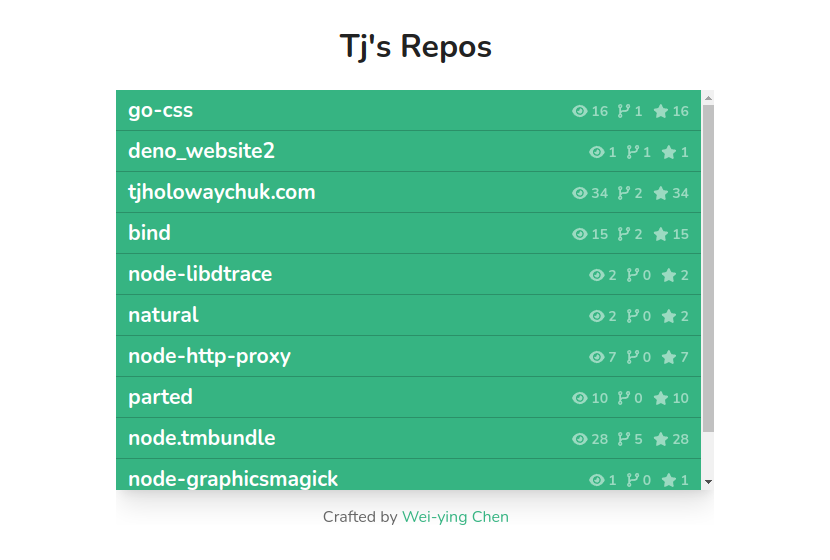 Tj's Repos
go-css 16 1 16
deno_website2 1 1 1
tjholowaychuk.com 34 2 34
bind 15 2 15
node-libdtrace 2 0 2
natural 2 0 2
node-http-proxy 7 0 7
parted 10 0 10
node.tmbundle 28 5 28
node-graphicsmagick 1 0 1
Crafted by Wei-ying Chen